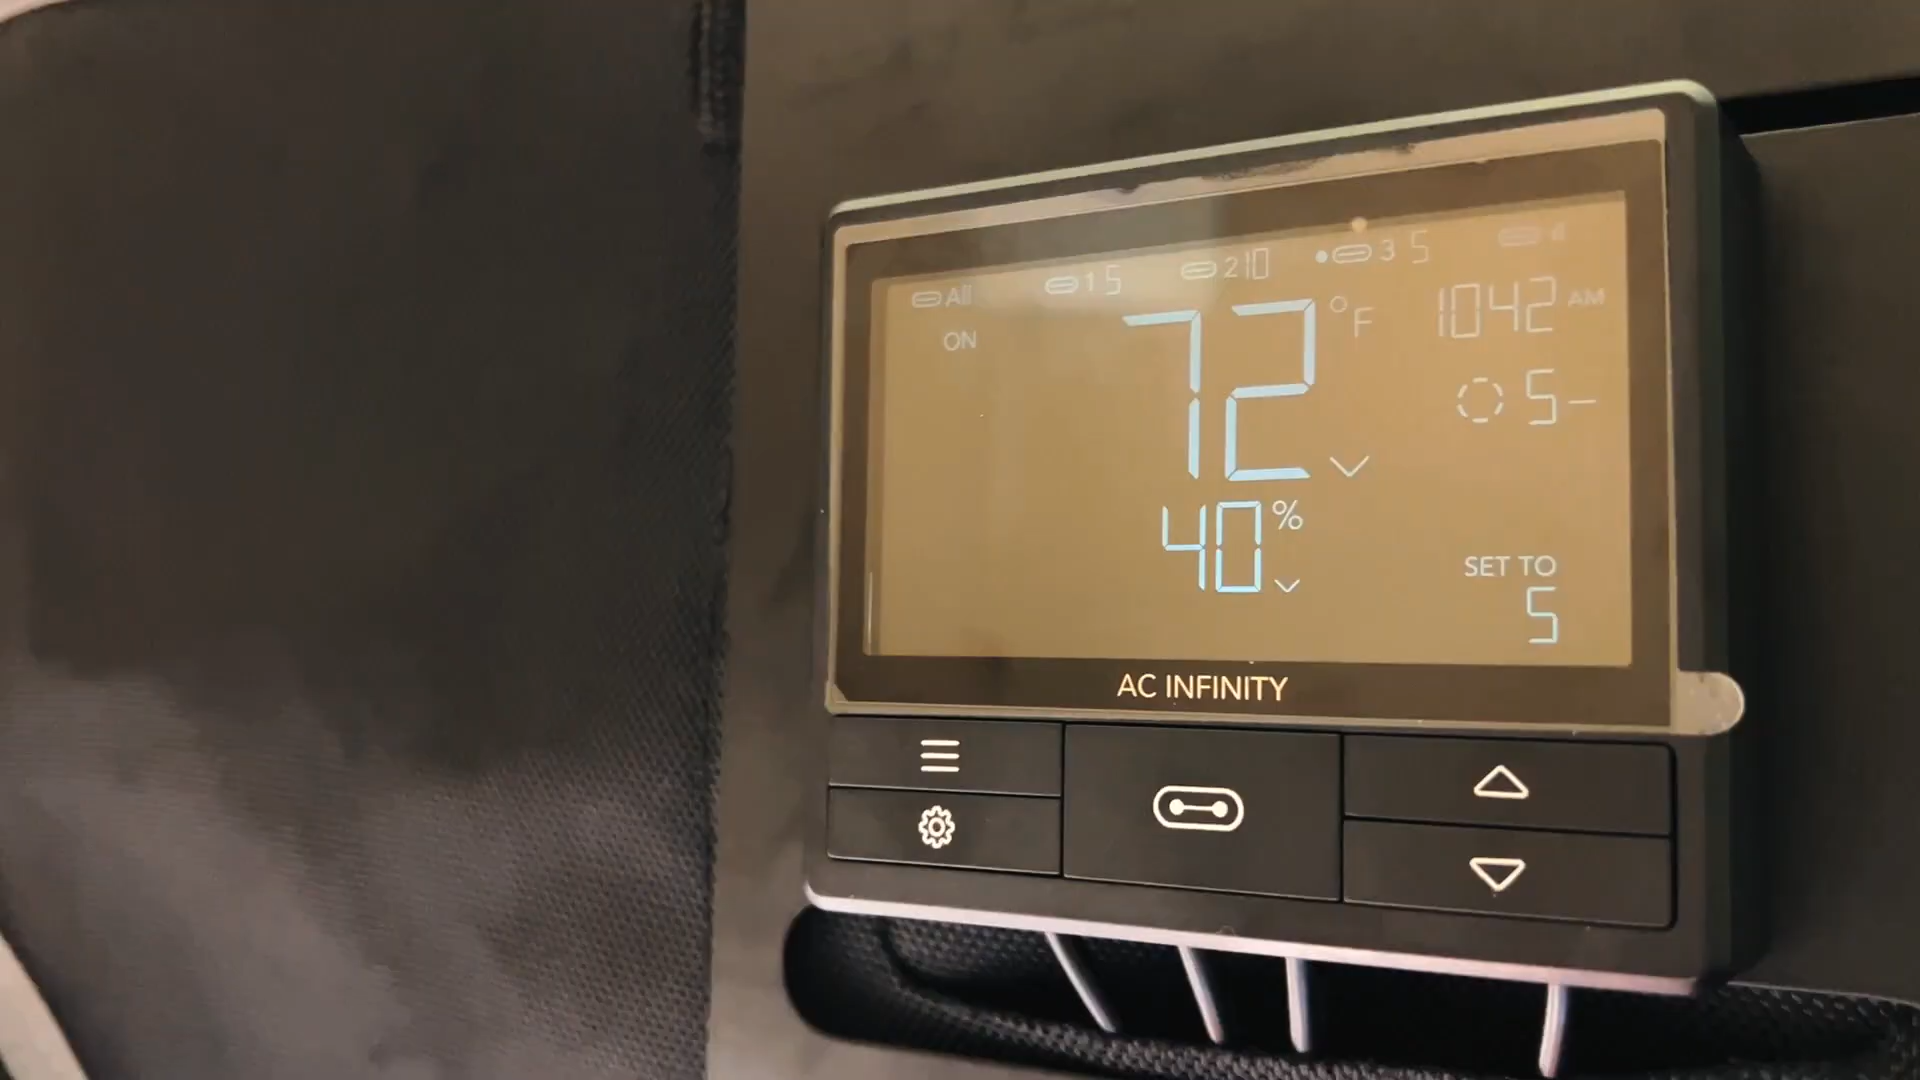 All 1 5 2 10 3 5
ON
72 °F
1042 AM
5 –
40 %
SET TO
5
AC INFINITY